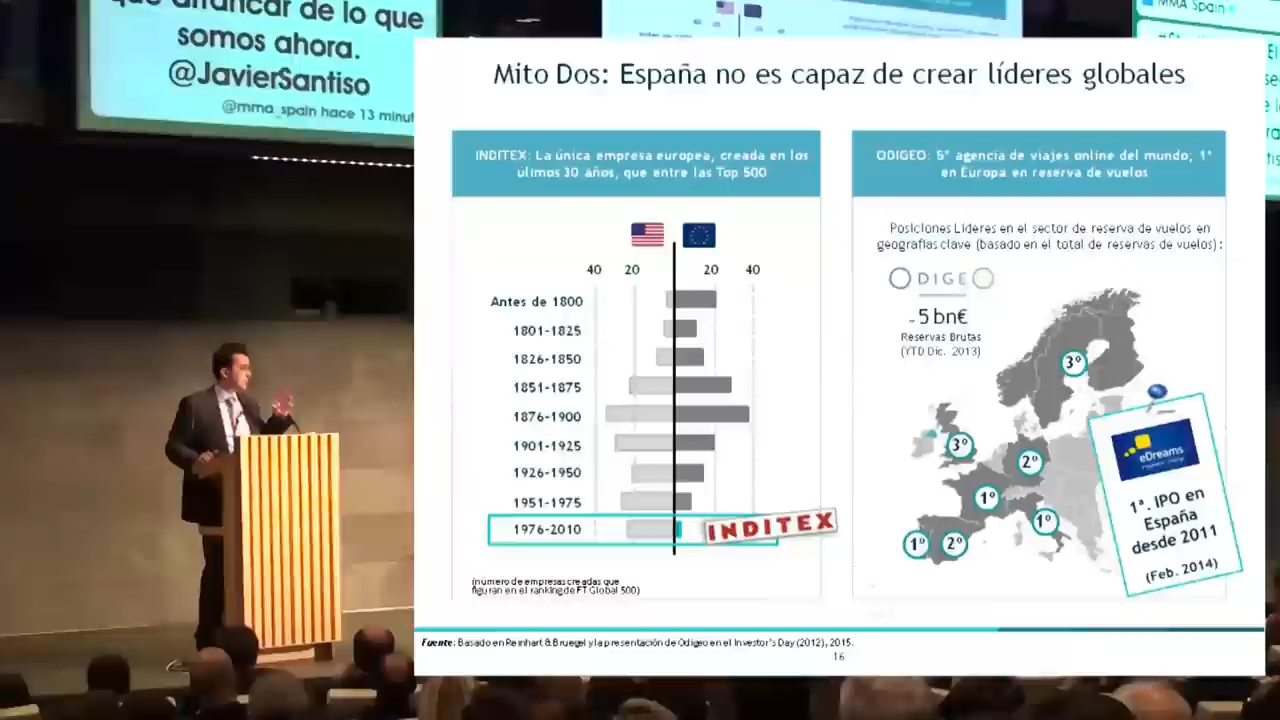 que arrancar de lo que
somos ahora.
@JavierSantiso
@mma_spain hace 13 minut
MMA Spain
Mito Dos: España no es capaz de crear líderes globales
INDITEX: La única empresa europea, creada en los
úlimos 30 años, que entre las Top 500
40 20 20 40
Antes de 1800
1801-1825
1826-1850
1851-1875
1876-1900
1901-1925
1926-1950
1951-1975
1976-2010
INDITEX
(número de empresas creadas que
figuran en el ranking de FT Global 500)
ODIGEO: 5ª agencia de viajes online del mundo; 1ª
en Europa en reserva de vuelos
Posiciones Líderes en el sector de reserva de vuelos en
geografías clave (basado en el total de reservas de vuelos):
ODIGEO
~5 bn€
Reservas Brutas
(YTD Dic. 2013)
3º
3º
2º
1º
1º
1º
2º
eDreams
1ª. IPO en
España
desde 2011
(Feb. 2014)
Fuente: Basado en Reinhart & Bruegel y la presentación de Odigeo en el Investor's Day (2012), 2015.
16